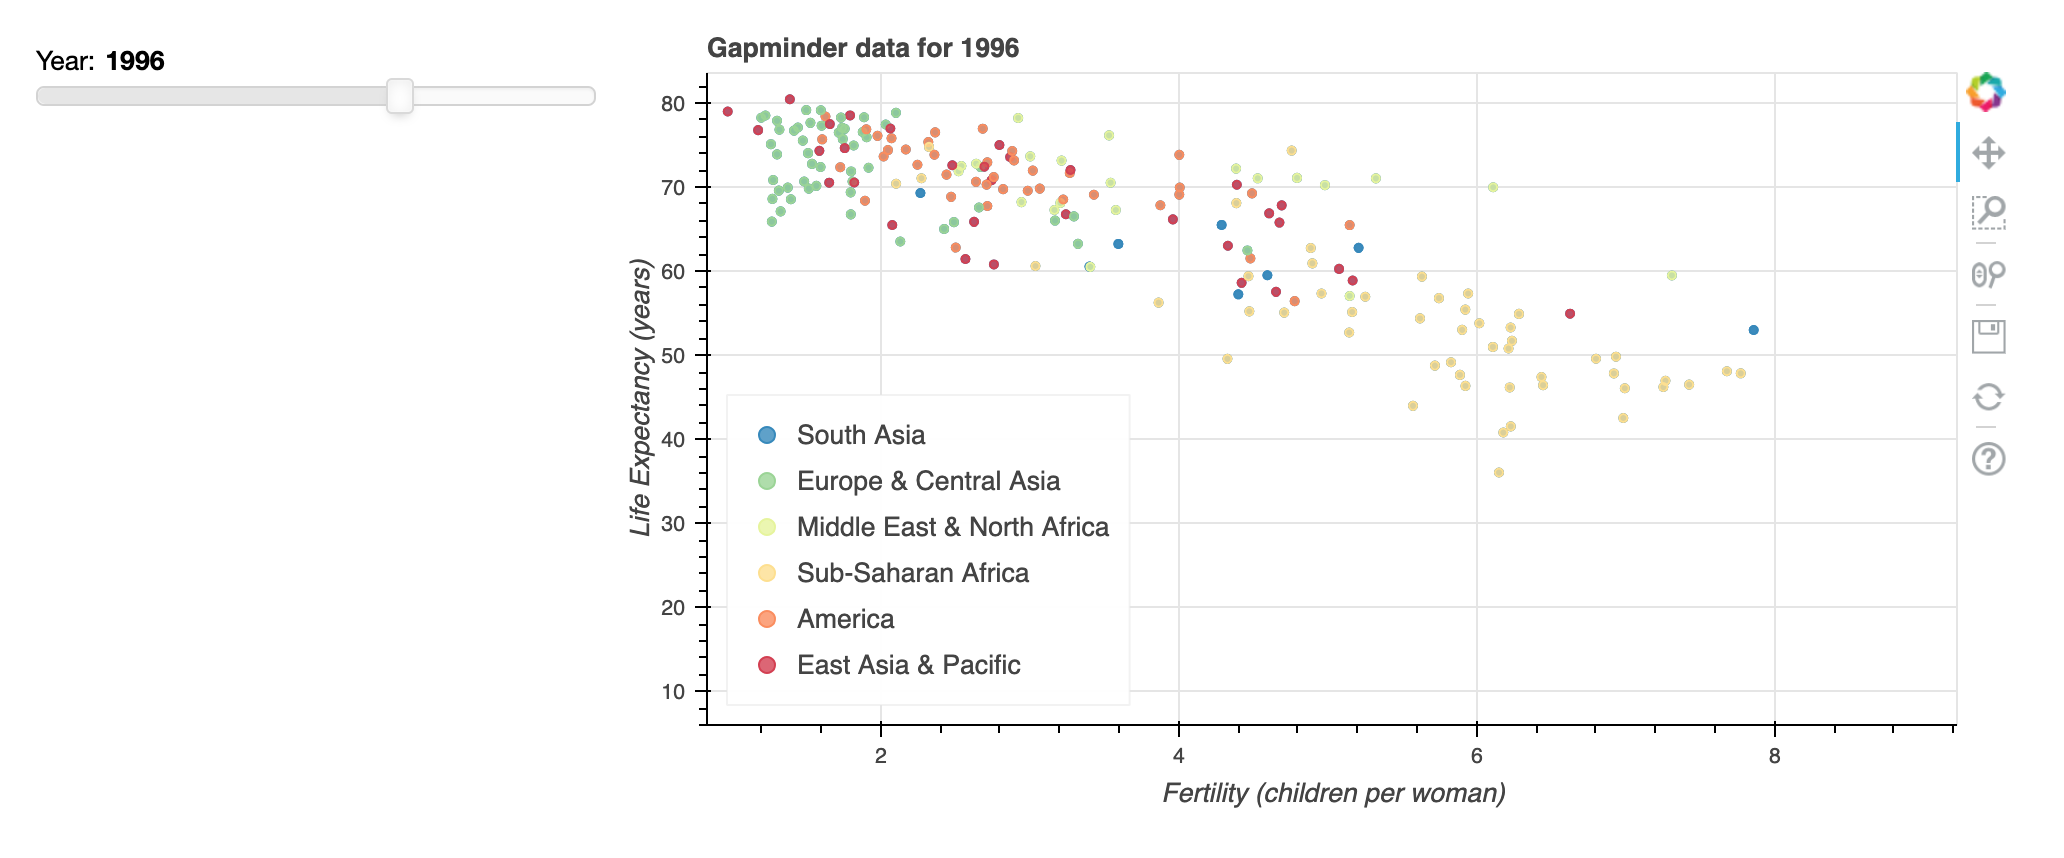 Year: 1996
Gapminder data for 1996
80
70
60
50
40
30
20
10
Life Expectancy (years)
South Asia
Europe & Central Asia
Middle East & North Africa
Sub-Saharan Africa
America
East Asia & Pacific
2 4 6 8
Fertility (children per woman)